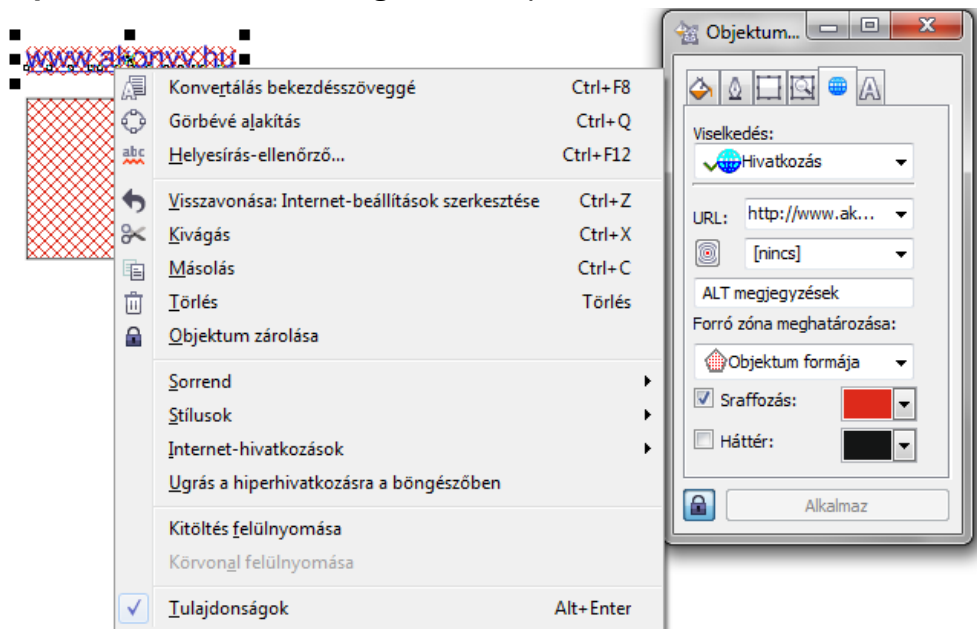 www.akonyv.hu
Konvertálás bekezdésszöveggé Ctrl+F8
Görbévé alakítás Ctrl+Q
abc Helyesírás-ellenőrző... Ctrl+F12
Visszavonása: Internet-beállítások szerkesztése Ctrl+Z
Kivágás Ctrl+X
Másolás Ctrl+C
Törlés Törlés
Objektum zárolása
Sorrend
Stílusok
Internet-hivatkozások
Ugrás a hiperhivatkozásra a böngészőben
Kitöltés felülnyomása
Körvonal felülnyomása
Tulajdonságok Alt+Enter
Objektum...
Viselkedés:
Hivatkozás
URL: http://www.ak...
[nincs]
ALT megjegyzések
Forró zóna meghatározása:
Objektum formája
Sraffozás:
Háttér:
Alkalmaz